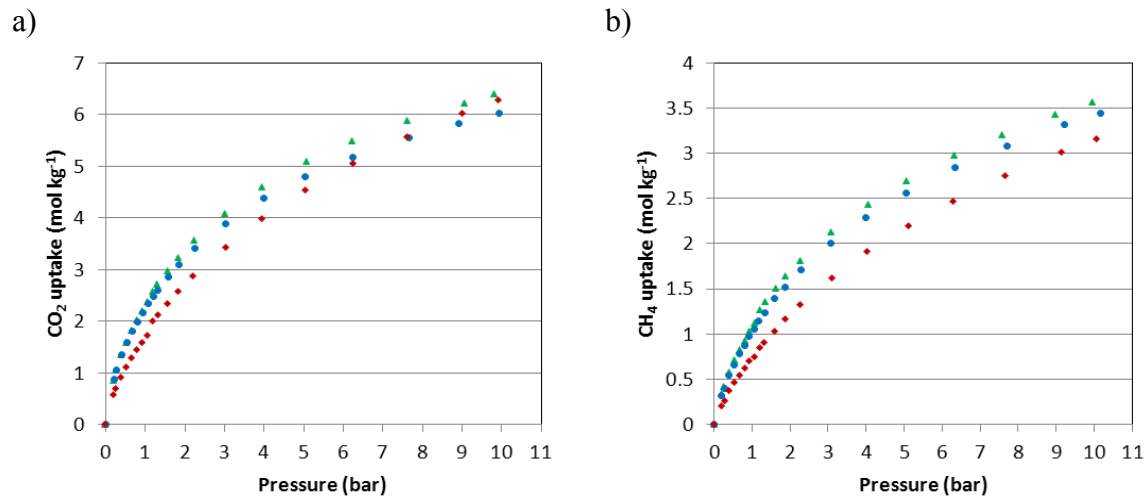 a)
CO₂ uptake (mol kg⁻¹)
7
6
5
4
3
2
1
0
0 1 2 3 4 5 6 7 8 9 10 11
Pressure (bar)
b)
CH₄ uptake (mol kg⁻¹)
4
3.5
3
2.5
2
1.5
1
0.5
0
0 1 2 3 4 5 6 7 8 9 10 11
Pressure (bar)